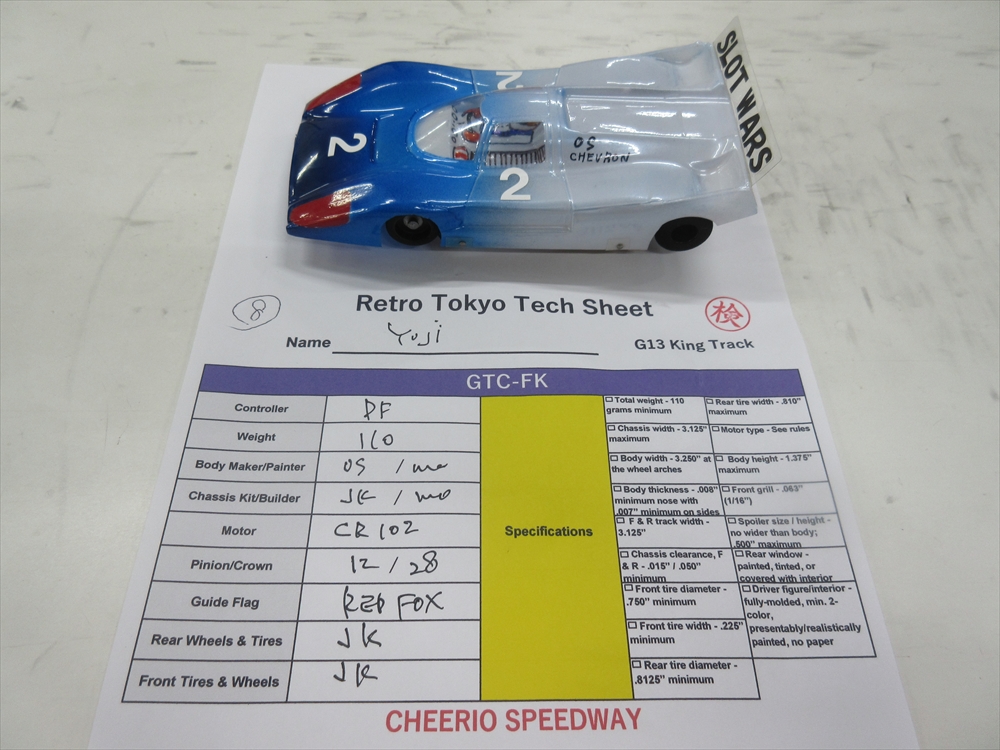 SLOT WARS
2
2
2
OS
CHEVRON
8
Retro Tokyo Tech Sheet
検
Name Yuji
G13 King Track
GTC-FK
Controller DF
Weight 110
Body Maker/Painter OS / me
Chassis Kit/Builder JK / me
Motor CR102
Pinion/Crown 12/28
Guide Flag RED FOX
Rear Wheels & Tires JK
Front Tires & Wheels JK
Specifications
Total weight - 110
grams minimum
Chassis width - 3.125"
maximum
Body width - 3.250" at
the wheel arches
Body thickness - .008"
minimum nose with
.007" minimum on sides
F & R track width -
3.125"
Chassis clearance, F
& R - .015" / .050"
minimum
Front tire diameter -
.750" minimum
Front tire width - .225"
minimum
Rear tire diameter -
.8125" minimum
Rear tire width - .810"
maximum
Motor type - See rules
Body height - 1.375"
maximum
Front grill - .063"
(1/16")
Spoiler size / height -
no wider than body;
.500" maximum
Rear window -
painted, tinted, or
covered with interior
Driver figure/interior -
fully-molded, min. 2-
color,
presentably/realistically
painted, no paper
CHEERIO SPEEDWAY